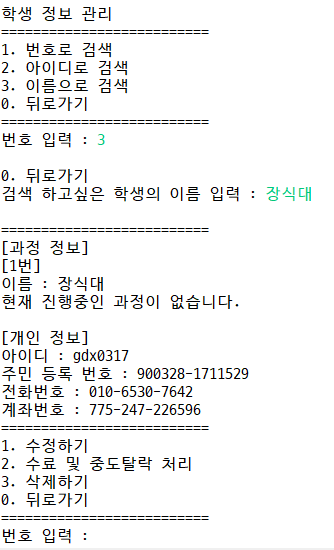 학생 정보 관리
==========================
1. 번호로 검색
2. 아이디로 검색
3. 이름으로 검색
0. 뒤로가기
==========================
번호 입력 : 3
0. 뒤로가기
검색 하고싶은 학생의 이름 입력 : 장식대
==========================
[과정 정보]
[1번]
이름 : 장식대
현재 진행중인 과정이 없습니다.
[개인 정보]
아이디 : gdx0317
주민 등록 번호 : 900328-1711529
전화번호 : 010-6530-7642
계좌번호 : 775-247-226596
==========================
1. 수정하기
2. 수료 및 중도탈락 처리
3. 삭제하기
0. 뒤로가기
==========================
번호 입력 :